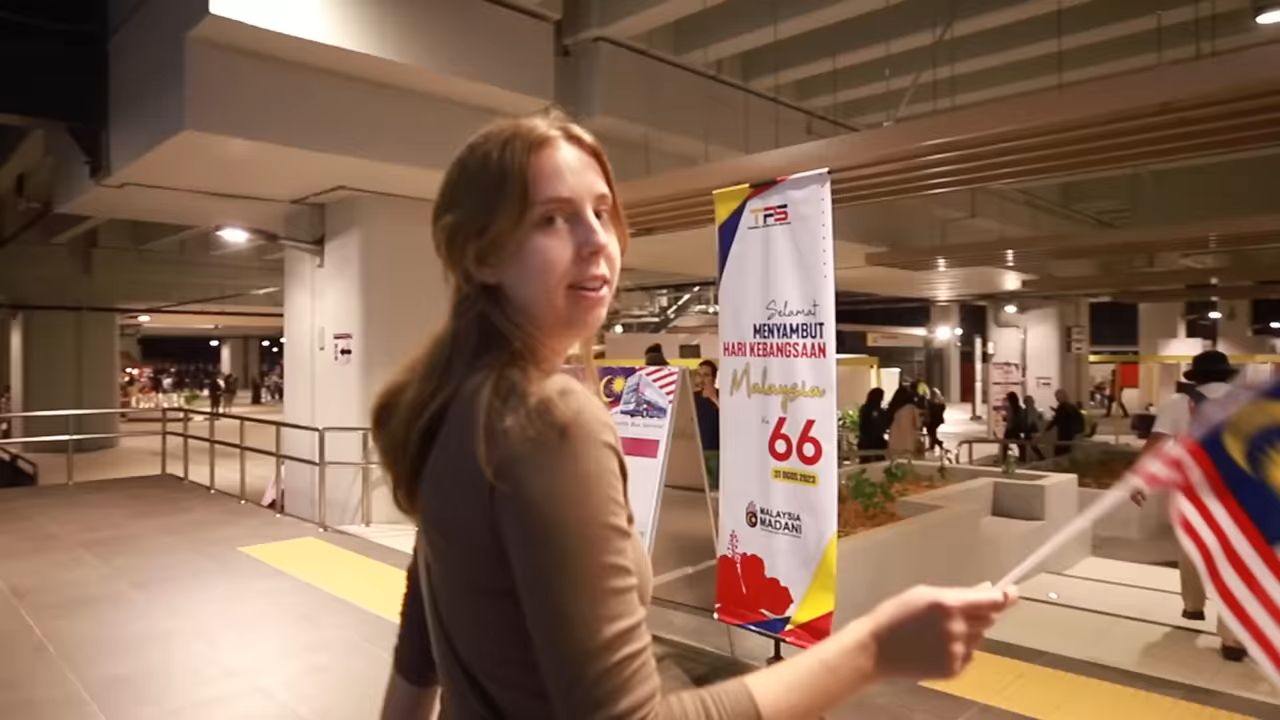 TPS
Selamat
MENYAMBUT
HARI KEBANGSAAN
Malaysia
Ke
66
31 OGOS 2023
MALAYSIA
MADANI